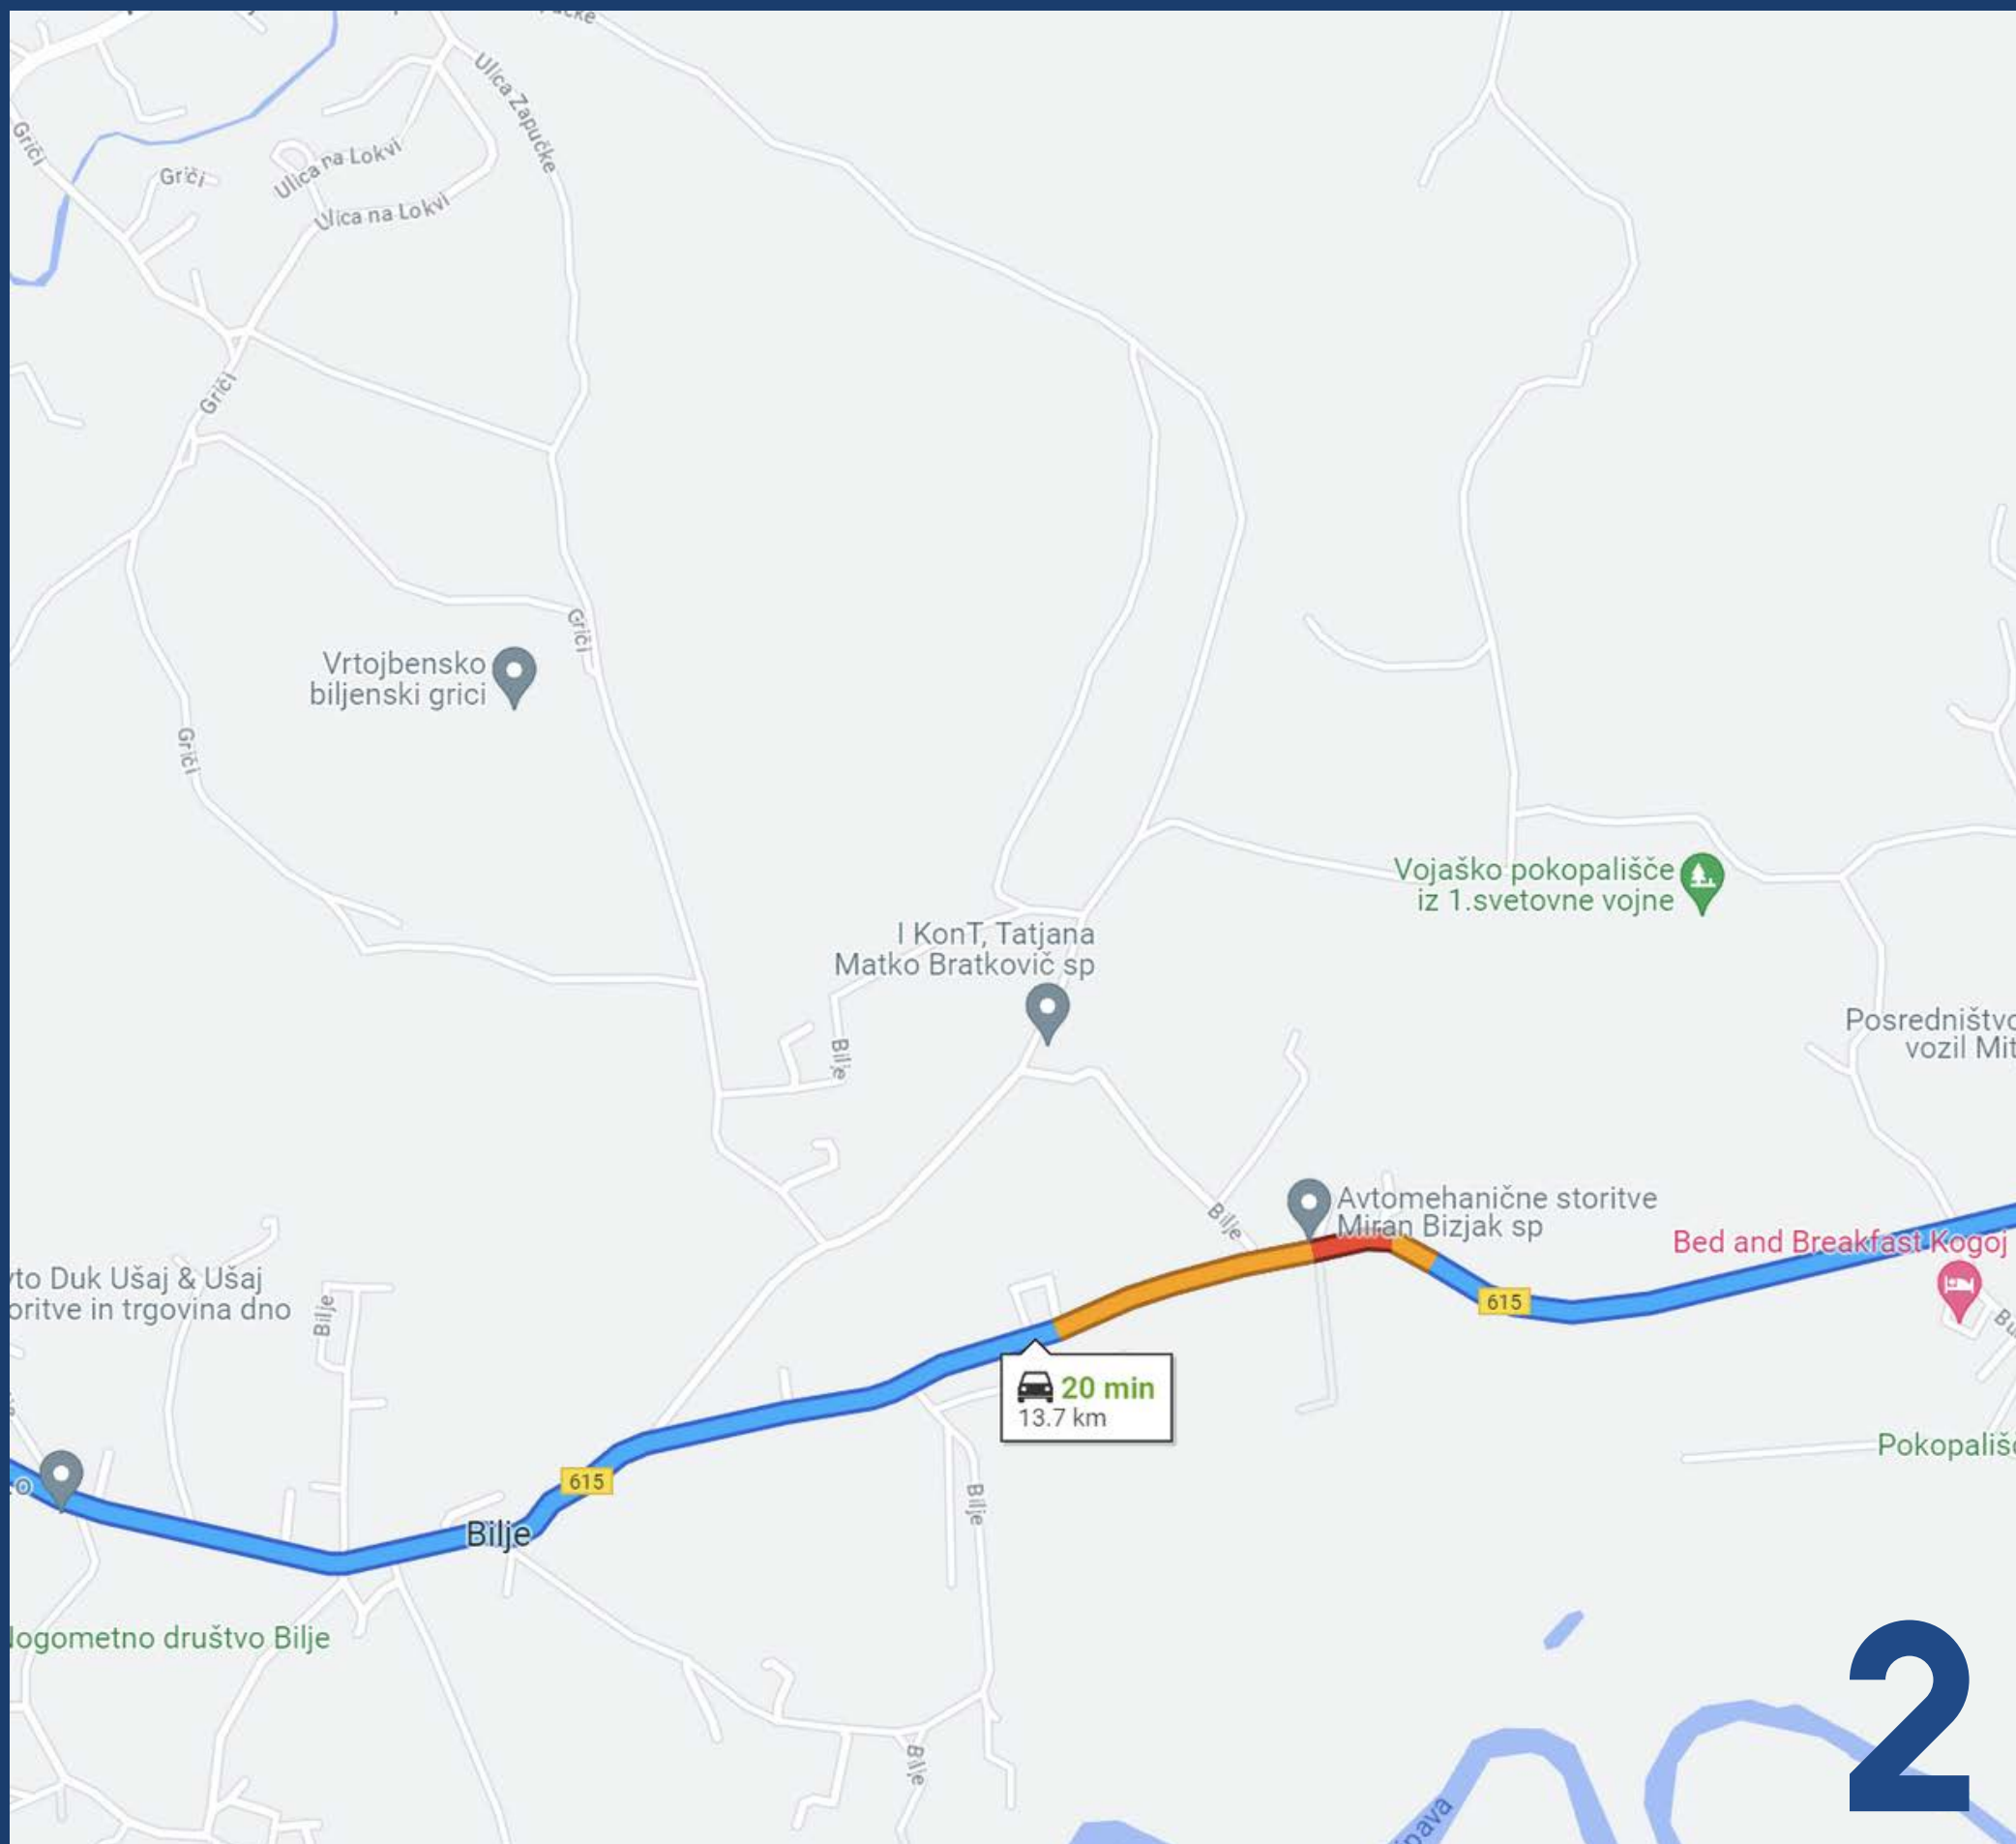 Ulica Zapučke
Griči
Ulica na Lokvi
Griči
Ulica na Lokvi
Griči
Griči
Vrtojbensko
biljenski grici
Griči
Vojaško pokopališče
iz 1.svetovne vojne
I KonT, Tatjana
Matko Bratkovič sp
Posredništvo
vozil Mit
Bilje
Avtomehanične storitve
Miran Bizjak sp
Bilje
Bed and Breakfast Kogoj
to Duk Ušaj & Ušaj
oritve in trgovina dno
Bilje
615
Bu
20 min
13.7 km
Pokopališ
615
Bilje
Bilje
ogometno društvo Bilje
Bilje
pava
2